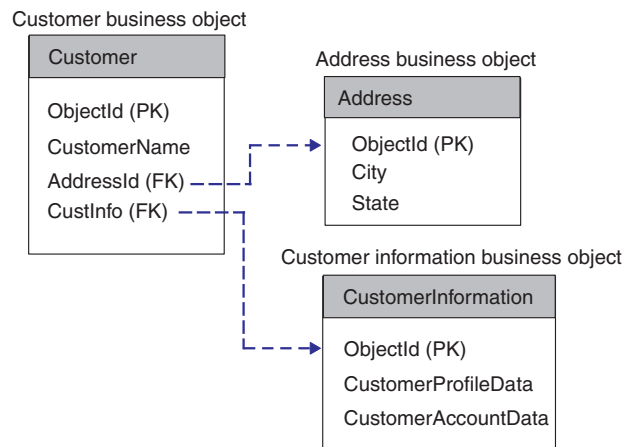 Customer business object
Customer
ObjectId (PK)
CustomerName
AddressId (FK)
CustInfo (FK)
Address business object
Address
ObjectId (PK)
City
State
Customer information business object
CustomerInformation
ObjectId (PK)
CustomerProfileData
CustomerAccountData